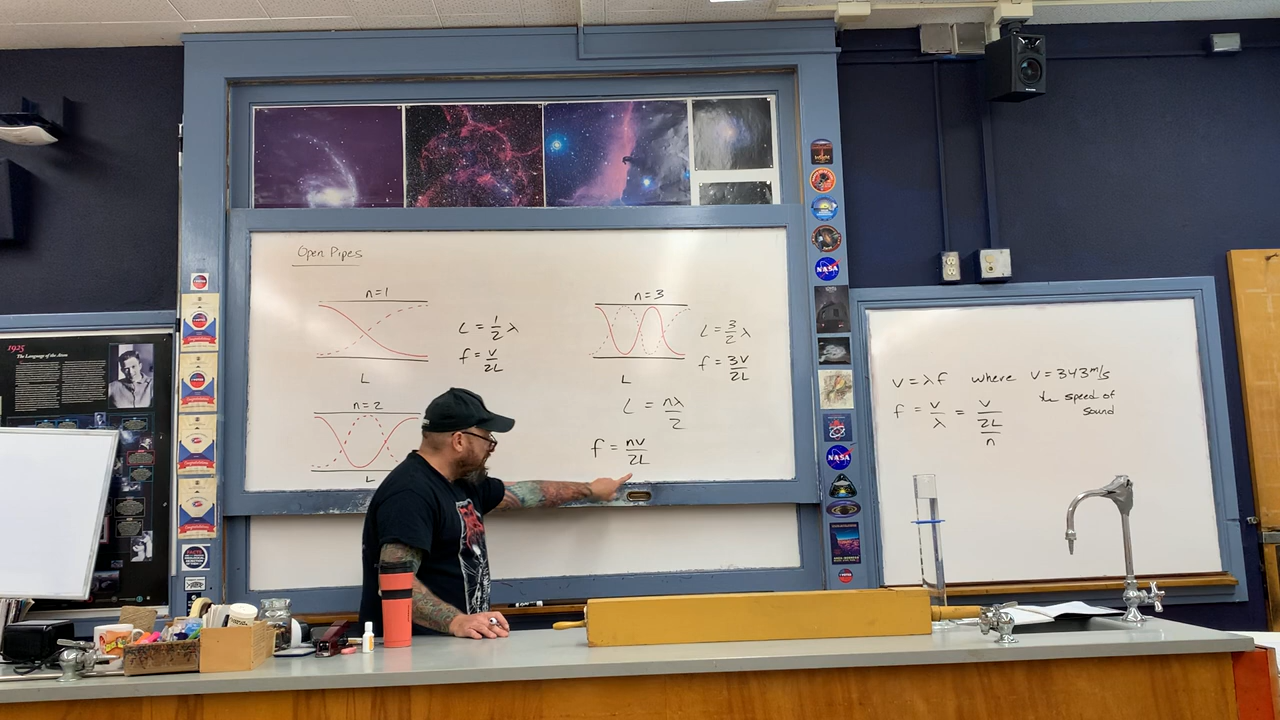 Open Pipes
n=1
L = 1/2 λ
f = v/2L
L
n=2
L
n=3
L = 3/2 λ
f = 3v/2L
L
L = nλ/2
f = nv/2L
v = λf where v = 343 m/s
the speed of
sound
f = v/λ = v/(2L/n)
NASA
NASA
1925
The Language of the Atom
FACTS